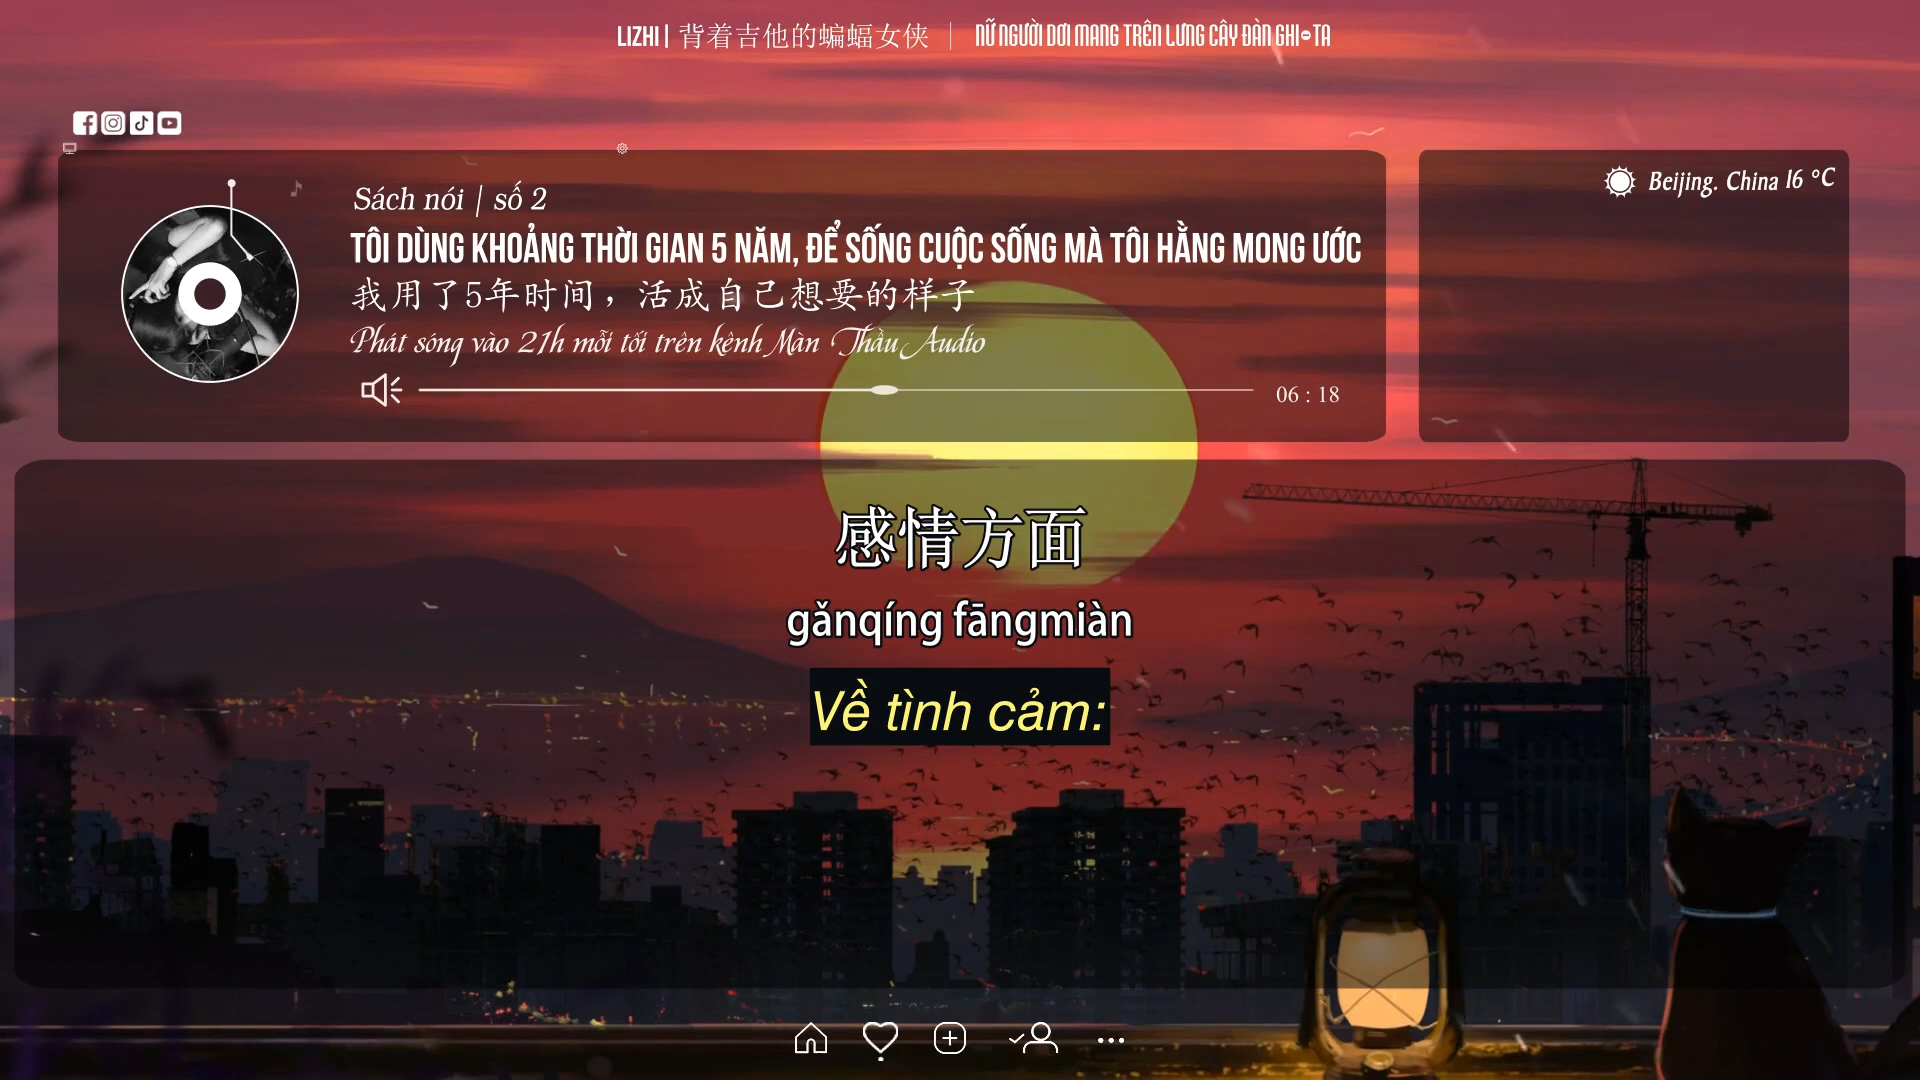 LIZHI | 背着吉他的蝙蝠女侠 | NỮ NGƯỜI DƠI MANG TRÊN LƯNG CÂY ĐÀN GHI-TA
Sách nói | số 2
TÔI DÙNG KHOẢNG THỜI GIAN 5 NĂM, ĐỂ SỐNG CUỘC SỐNG MÀ TÔI HẰNG MONG ƯỚC
我用了5年时间，活成自己想要的样子
Phát sóng vào 21h mỗi tối trên kênh Màn Thầu Audio
06 : 18
Beijing. China 16 °C
感情方面
gǎnqíng fāngmiàn
Về tình cảm: